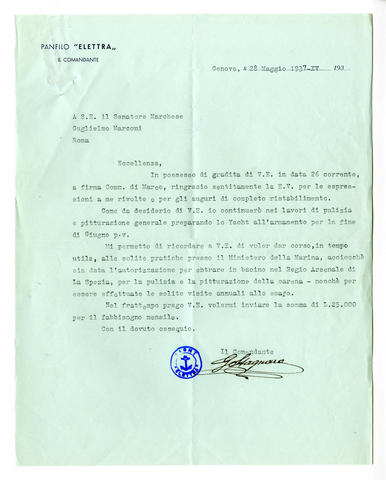 PANFILO "ELETTRA„
IL COMANDANTE
Genova, 28 Maggio 1937-XV 193
A S.E. il Senatore Marchese
Guglielmo Marconi
Roma
Eccellenza,
In possesso di gradita di V.E. in data 26 corrente,
a firma Comm. di Marco, ringrazio sentitamente la E.V. per le espres-
sioni a me rivolte e per gli auguri di completo ristabilimento.
Come da desiderio di V.E. io continuerò nei lavori di pulizia
e pitturazione generale preparando lo Yacht all'armamento per la fine
di Giugno p.v.
Mi permetto di ricordare a V.E. di voler dar corso, in tempo
utile, alle solite pratiche presso il Ministero della Marina, acciocchè
sia data l'autorizzazione per entrare in bacino nel Regio Arsenale di
La Spezia, per la pulizia e la pitturazione della carena - nonchè per
essere effettuate le solite visite annuali allo scafo.
Nel frattempo prego V.E. volermi inviare la somma di L.25.000
per il fabbisogno mensile.
Con il dovuto ossequio.
Il Comandante
ELETTRA